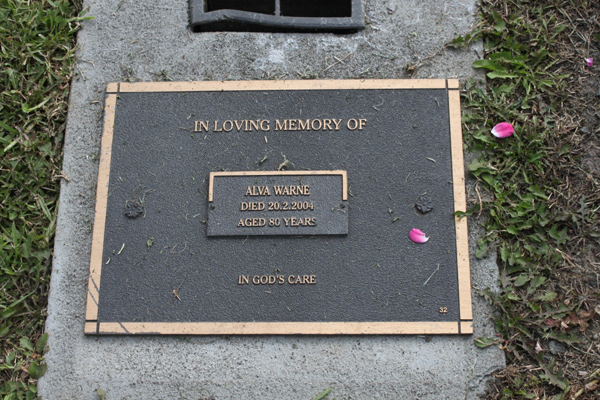 IN LOVING MEMORY OF
ALVA WARNE
DIED 20.2.2004
AGED 80 YEARS
IN GOD'S CARE
32